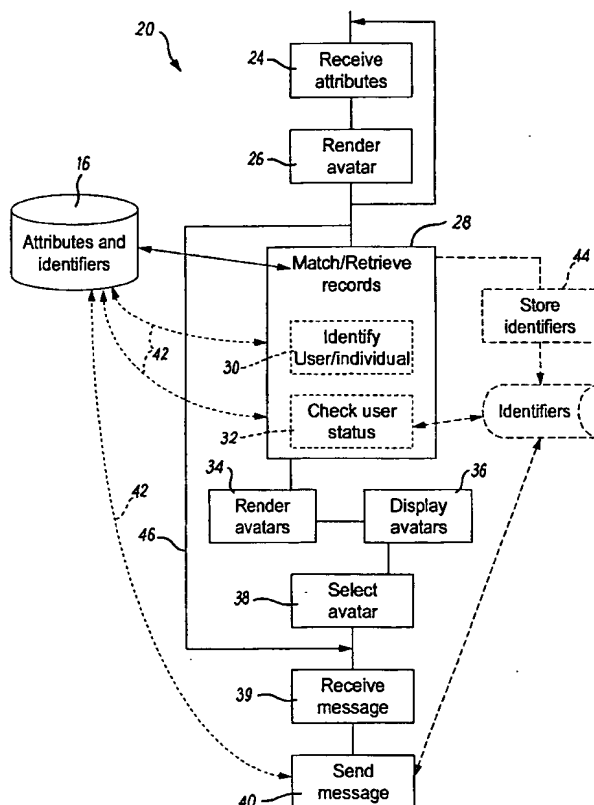 20
24
Receive
attributes
26
Render
avatar
16
Attributes and
identifiers
28
Match/Retrieve
records
44
Store
identifiers
42
Identify
User/individual
30
Check user
status
32
Identifiers
34
Render
avatars
36
Display
avatars
42
46
38
Select
avatar
39
Receive
message
40
Send
message